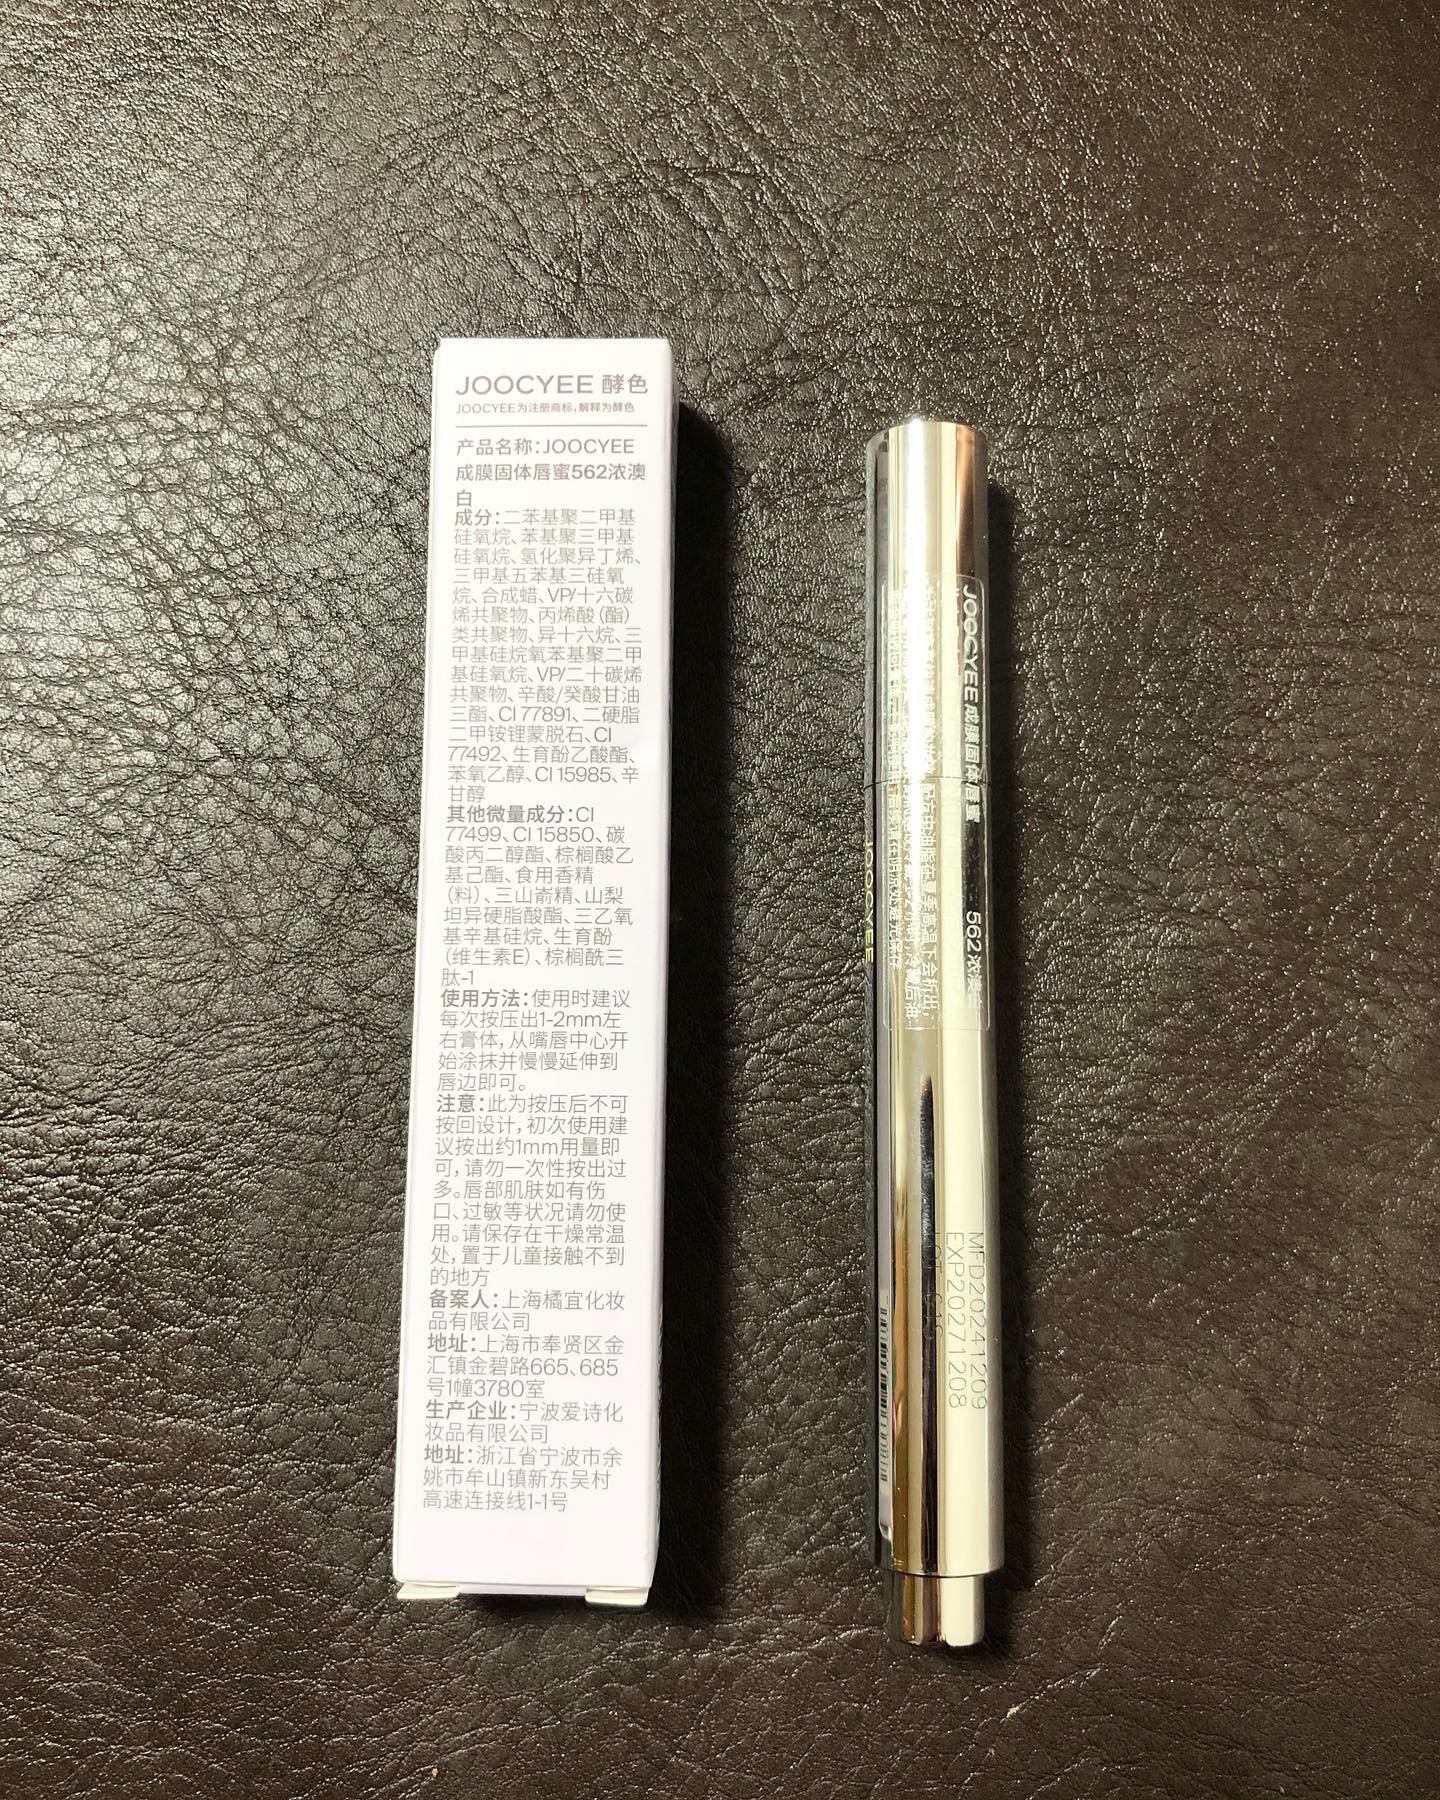 JOOCYEE 酵色
JOOCYEE为注册商标,解释为酵色
产品名称:JOOCYEE
成膜固体唇蜜562浓澳
白
成分:二苯基聚二甲基
硅氧烷、苯基聚三甲基
硅氧烷、氢化聚异丁烯、
三甲基五苯基三硅氧
烷、合成蜡、VP/十六碳
烯共聚物、丙烯酸(酯)
类共聚物、异十六烷、三
甲基硅烷氧苯基聚二甲
基硅氧烷、VP/二十碳烯
共聚物、辛酸/癸酸甘油
三酯、CI 77891、二硬脂
二甲铵锂蒙脱石、CI
77492、生育酚乙酸酯、
苯氧乙醇、CI 15985、辛
甘醇
其他微量成分:CI
77499、CI 15850、碳
酸丙二醇酯、棕榈酸乙
基己酯、食用香精
(料)、三山嵛精、山梨
坦异硬脂酸酯、三乙氧
基辛基硅烷、生育酚
(维生素E)、棕榈酰三
肽-1
使用方法:使用时建议
每次按压出1-2mm左
右膏体,从嘴唇中心开
始涂抹并慢慢延伸到
唇边即可。
注意:此为按压后不可
按回设计,初次使用建
议按出约1mm用量即
可,请勿一次性按出过
多。唇部肌肤如有伤
口、过敏等状况请勿使
用。请保存在干燥常温
处,置于儿童接触不到
的地方
备案人:上海橘宜化妆
品有限公司
地址:上海市奉贤区金
汇镇金碧路665、685
号1幢3780室
生产企业:宁波爱诗化
妆品有限公司
地址:浙江省宁波市余
姚市牟山镇新东吴村
高速连接线1-1号
JOOCYEE 成膜固体唇蜜 562 浓澳白
配方中油脂在夏季高温下会析出,
JOOCYEE
MFD20241209
EXP20271208